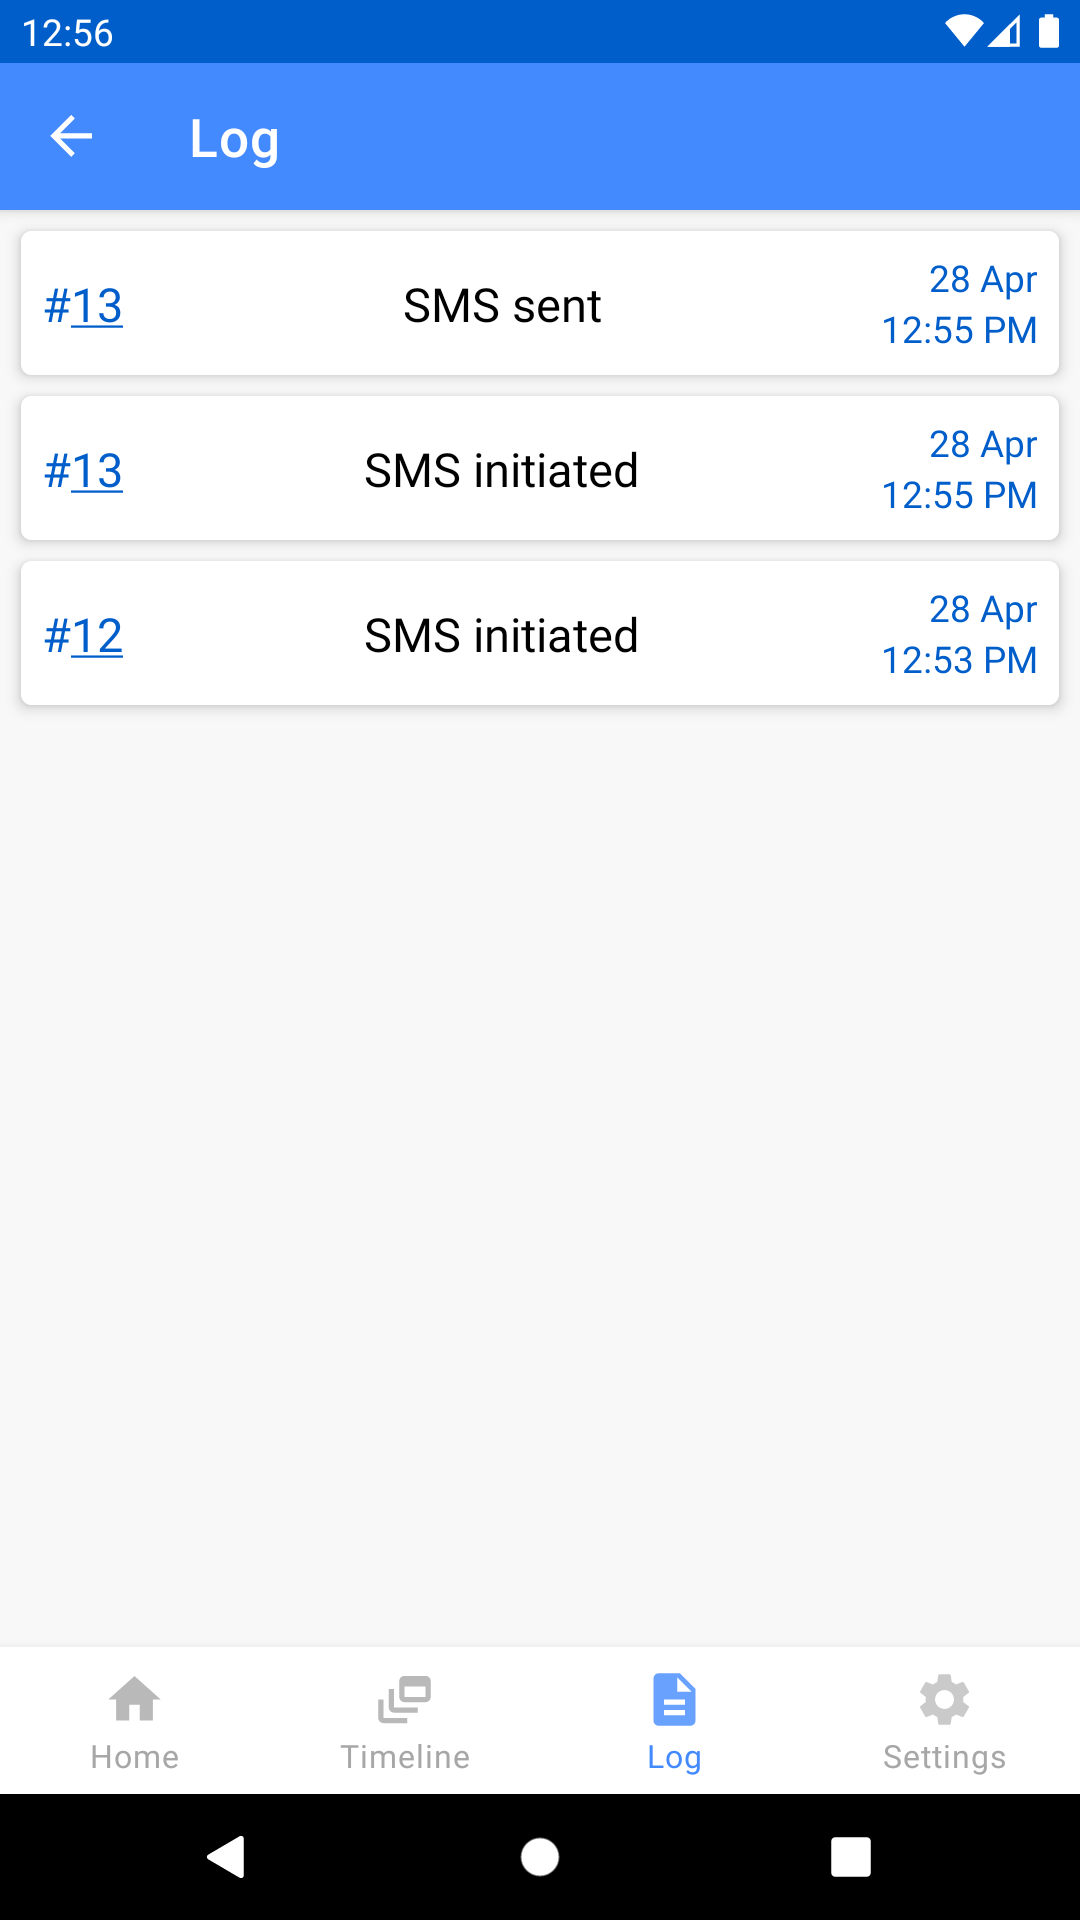 12:56
Log
#13
SMS sent
28 Apr
12:55 PM
#13
SMS initiated
28 Apr
12:55 PM
#12
SMS initiated
28 Apr
12:53 PM
Home
Timeline
Log
Settings